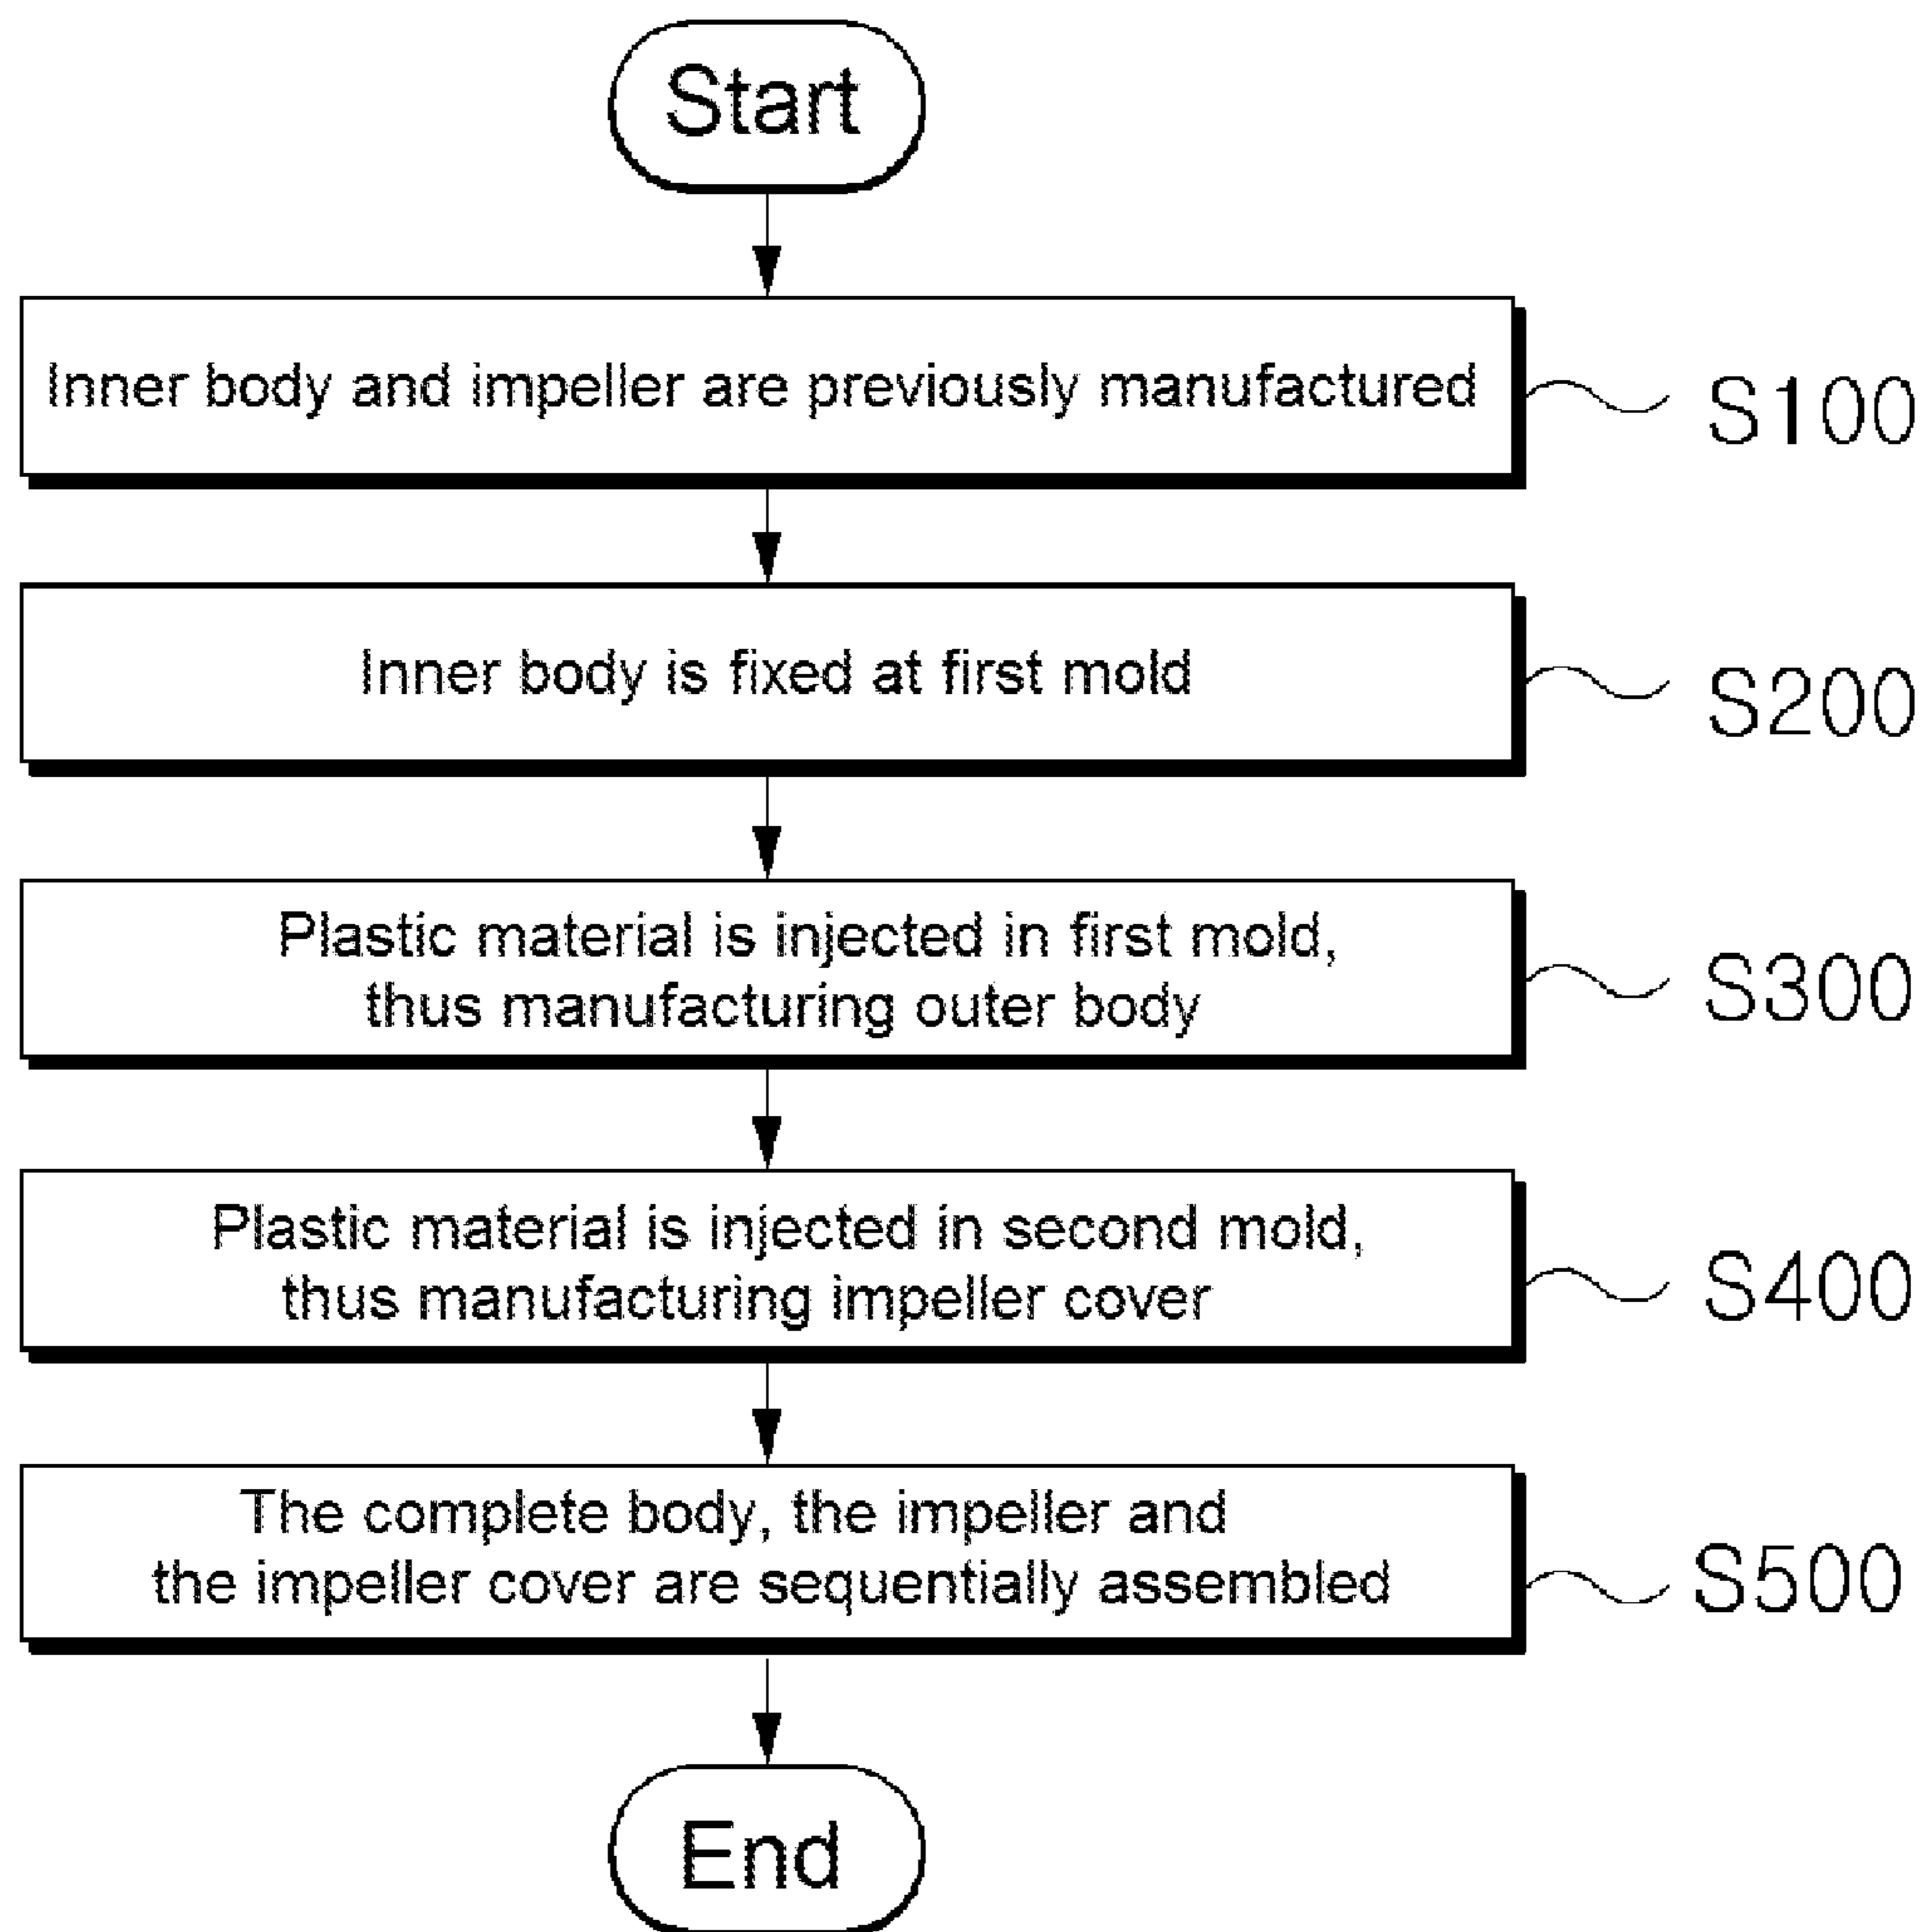 Start
Inner body and impeller are previously manufactured
S100
Inner body is fixed at first mold
S200
Plastic material is injected in first mold,
thus manufacturing outer body
S300
Plastic material is injected in second mold,
thus manufacturing impeller cover
S400
The complete body, the impeller and
the impeller cover are sequentially assembled
S500
End